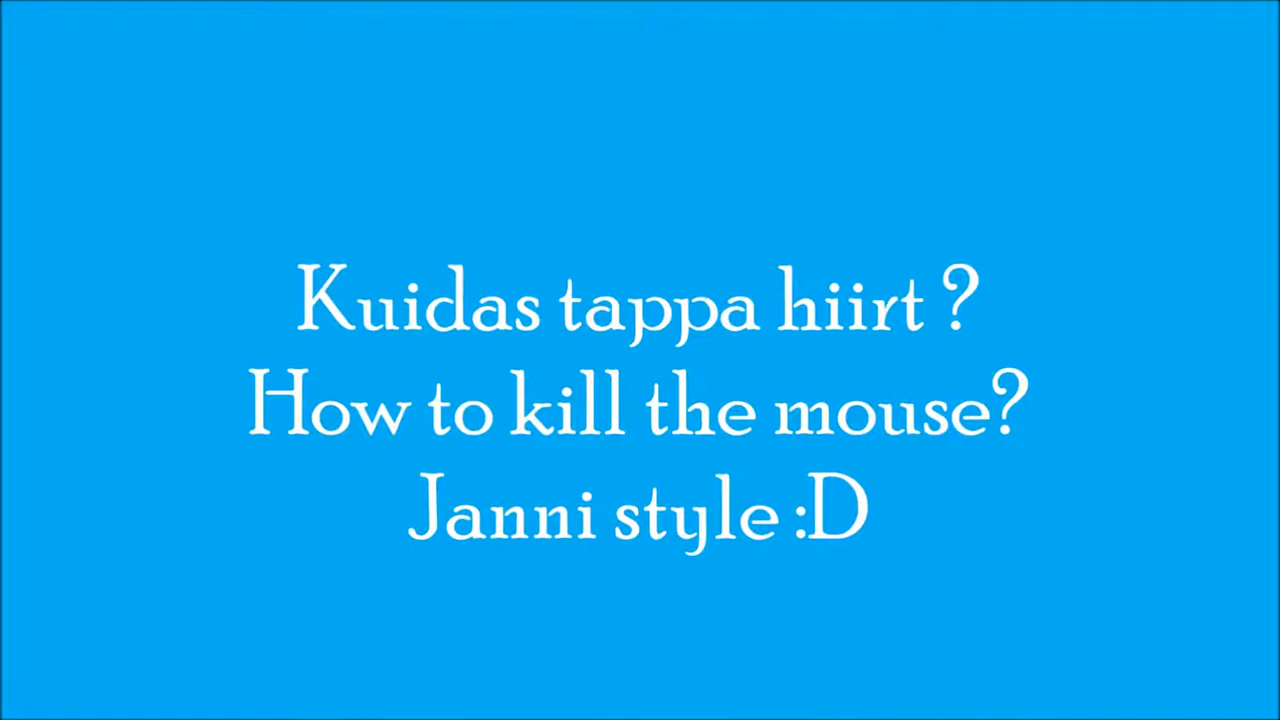 Kuidas tappa hiirt ?
How to kill the mouse?
Janni style :D